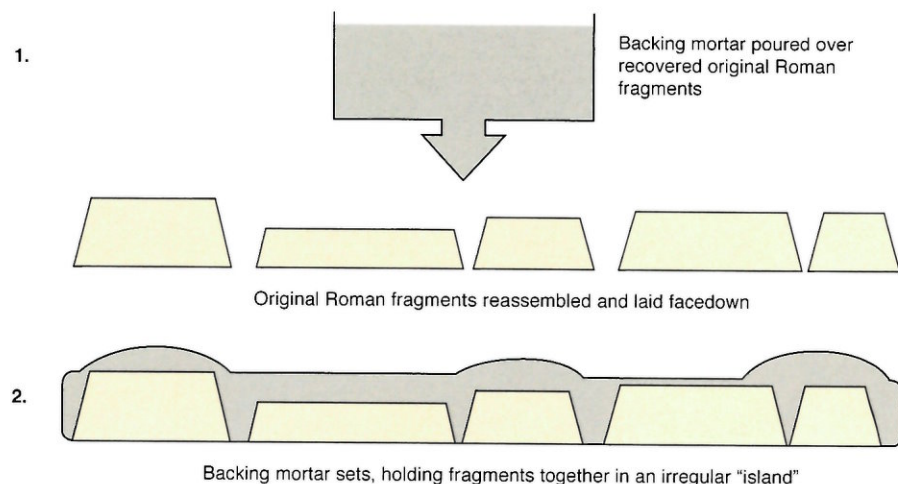 1.
Backing mortar poured over
recovered original Roman
fragments
Original Roman fragments reassembled and laid facedown
2.
Backing mortar sets, holding fragments together in an irregular “island”